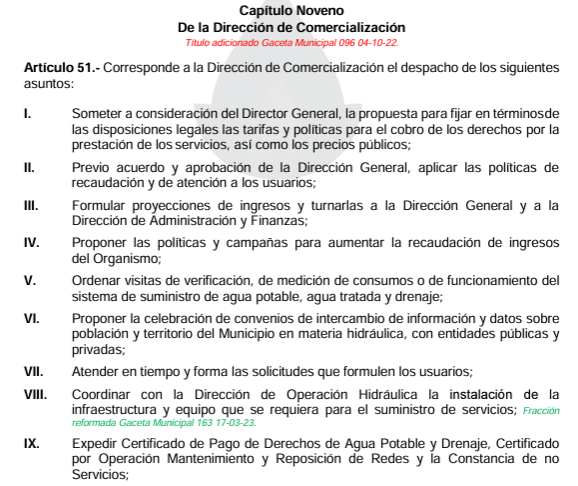 Capítulo Noveno
De la Dirección de Comercialización
Título adicionado Gaceta Municipal 096 04-10-22.
Artículo 51.- Corresponde a la Dirección de Comercialización el despacho de los siguientes
asuntos:
I. Someter a consideración del Director General, la propuesta para fijar en términosde
las disposiciones legales las tarifas y políticas para el cobro de los derechos por la
prestación de los servicios, así como los precios públicos;
II. Previo acuerdo y aprobación de la Dirección General, aplicar las políticas de
recaudación y de atención a los usuarios;
III. Formular proyecciones de ingresos y turnarlas a la Dirección General y a la
Dirección de Administración y Finanzas;
IV. Proponer las políticas y campañas para aumentar la recaudación de ingresos
del Organismo;
V. Ordenar visitas de verificación, de medición de consumos o de funcionamiento del
sistema de suministro de agua potable, agua tratada y drenaje;
VI. Proponer la celebración de convenios de intercambio de información y datos sobre
población y territorio del Municipio en materia hidráulica, con entidades públicas y
privadas;
VII. Atender en tiempo y forma las solicitudes que formulen los usuarios;
VIII. Coordinar con la Dirección de Operación Hidráulica la instalación de la
infraestructura y equipo que se requiera para el suministro de servicios; Fracción
reformada Gaceta Municipal 163 17-03-23.
IX. Expedir Certificado de Pago de Derechos de Agua Potable y Drenaje, Certificado
por Operación Mantenimiento y Reposición de Redes y la Constancia de no
Servicios;